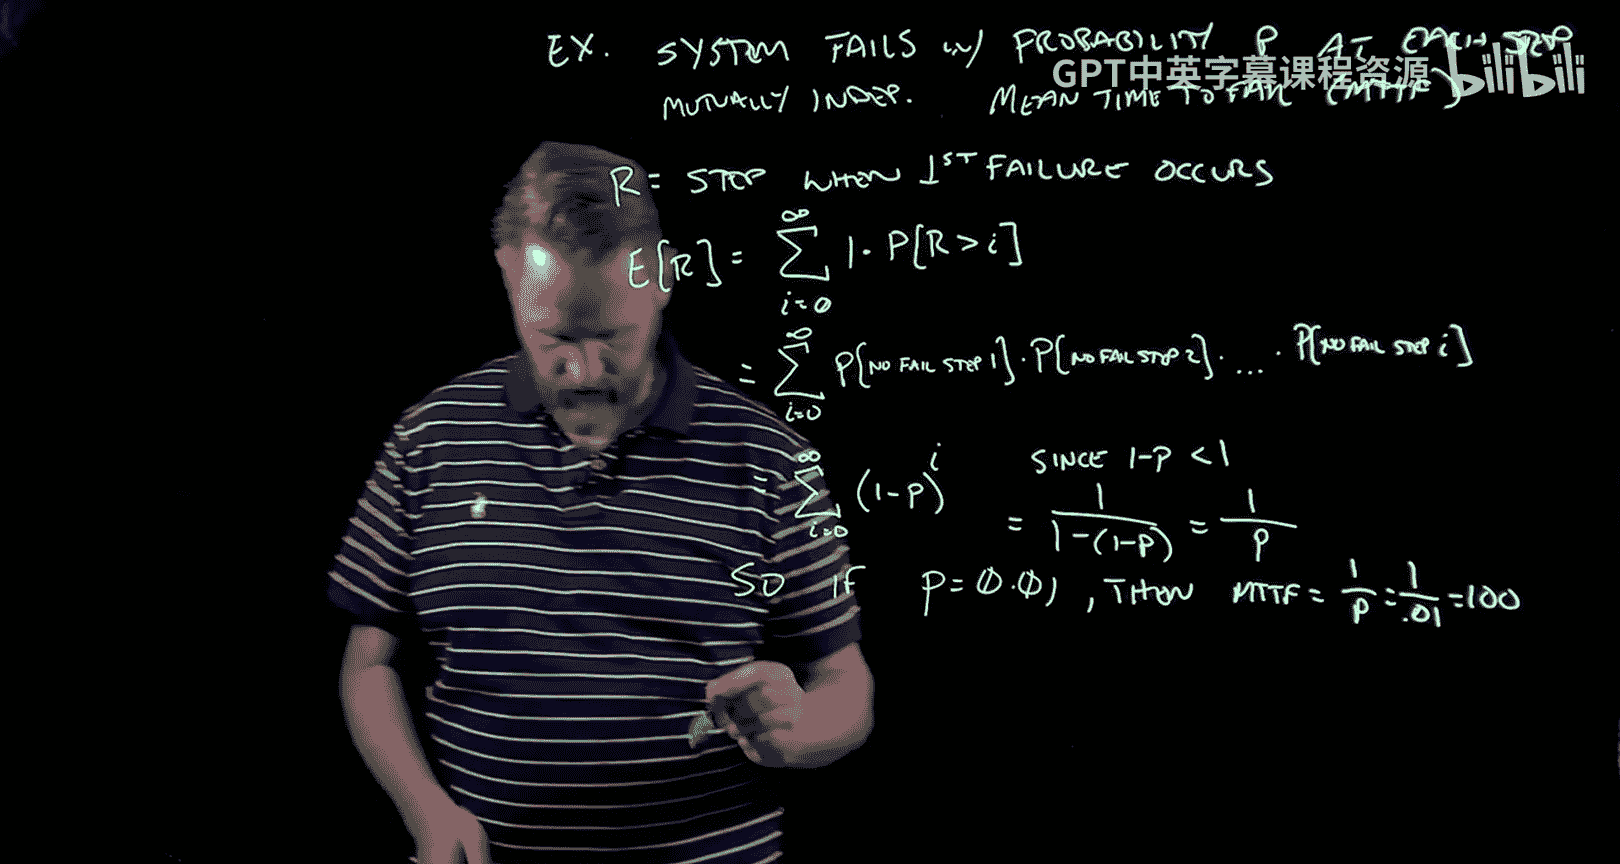 EX. SYSTEM FAILS w/ PROBABILITY P AT EACH STEP
GPT中英字幕课程资源 bilibili
MUTUALLY INDEP. MEAN TIME TO FAIL (MTTF)
R = STEP WHEN 1ST FAILURE OCCURS
E[R] = ∑_{i=0}^{∞} 1 · P[R > i]
= ∑_{i=0}^{∞} P[NO FAIL STEP 1] · P[NO FAIL STEP 2] · ... · P[NO FAIL STEP i]
= ∑_{i=0}^{∞} (1-P)^i SINCE 1-P < 1
= 1/(1-(1-P)) = 1/P
SO IF P = 0.01, THEN MTTF = 1/P = 1/.01 = 100